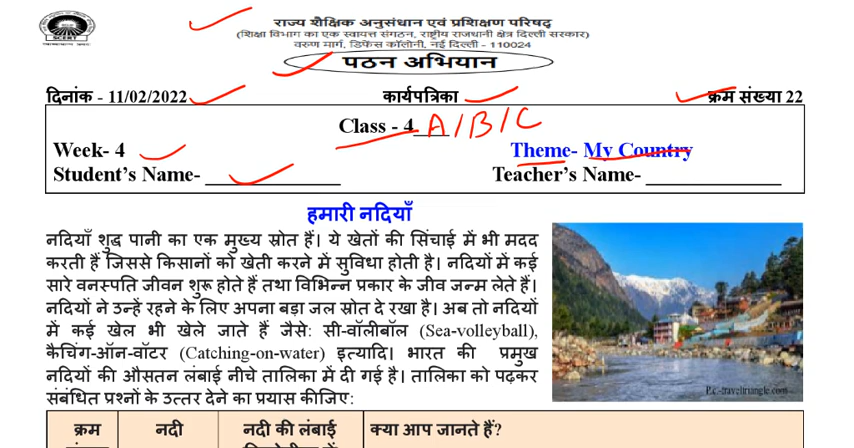 राज्य शैक्षिक अनुसंधान एवं प्रशिक्षण परिषद्
(शिक्षा विभाग का एक स्वायत्त संगठन, राष्ट्रीय राजधानी क्षेत्र दिल्ली सरकार)
वरुण मार्ग, डिफेंस कॉलोनी, नई दिल्ली - 110024
SCERT
पठन अभियान
दिनांक - 11/02/2022 कार्यपत्रिका क्रम संख्या 22
Class - 4____ A/B/C
Week- 4 Theme- My Country
Student’s Name- _____________ Teacher’s Name- _____________
हमारी नदियाँ
नदियाँ शुद्ध पानी का एक मुख्य स्रोत हैं। ये खेतों की सिंचाई में भी मदद
करती हैं जिससे किसानों को खेती करने में सुविधा होती है। नदियों में कई
सारे वनस्पति जीवन शुरू होते हैं तथा विभिन्न प्रकार के जीव जन्म लेते हैं।
नदियों ने उन्हें रहने के लिए अपना बड़ा जल स्रोत दे रखा है। अब तो नदियों
में कई खेल भी खेले जाते हैं जैसे: सी-वॉलीबॉल (Sea-volleyball),
कैचिंग-ऑन-वॉटर (Catching-on-water) इत्यादि। भारत की प्रमुख
नदियों की औसतन लंबाई नीचे तालिका में दी गई है। तालिका को पढ़कर
संबंधित प्रश्नों के उत्तर देने का प्रयास कीजिए:
P.c.-traveltriangle.com
क्रम नदी नदी की लंबाई क्या आप जानते हैं?